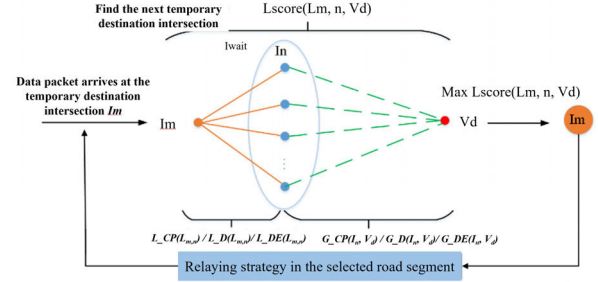 Find the next temporary
destination intersection
Lscore(Lm, n, Vd)
Iwait
In
Data packet arrives at the
temporary destination
intersection Im
Im
Vd
Max Lscore(Lm, n, Vd)
Im
L_CP(Lm,n) / L_D(Lm,n)/ L_DE(Lm,n)
G_CP(In, Vd) / G_D(In, Vd)/ G_DE(In, Vd)
Relaying strategy in the selected road segment